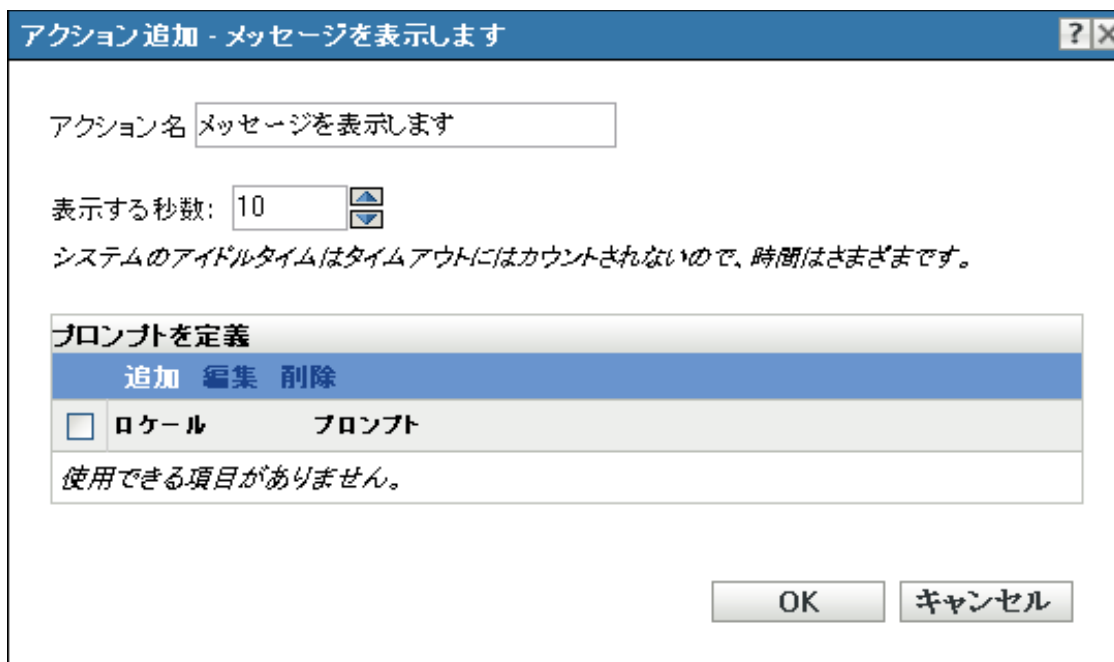 アクション追加 - メッセージを表示します ? ×
アクション名 メッセージを表示します
表示する秒数: 10
システムのアイドルタイムはタイムアウトにはカウントされないので、時間はさまざまです。
プロンプトを定義
追加 編集 削除
ロケール プロンプト
使用できる項目がありません。
OK キャンセル